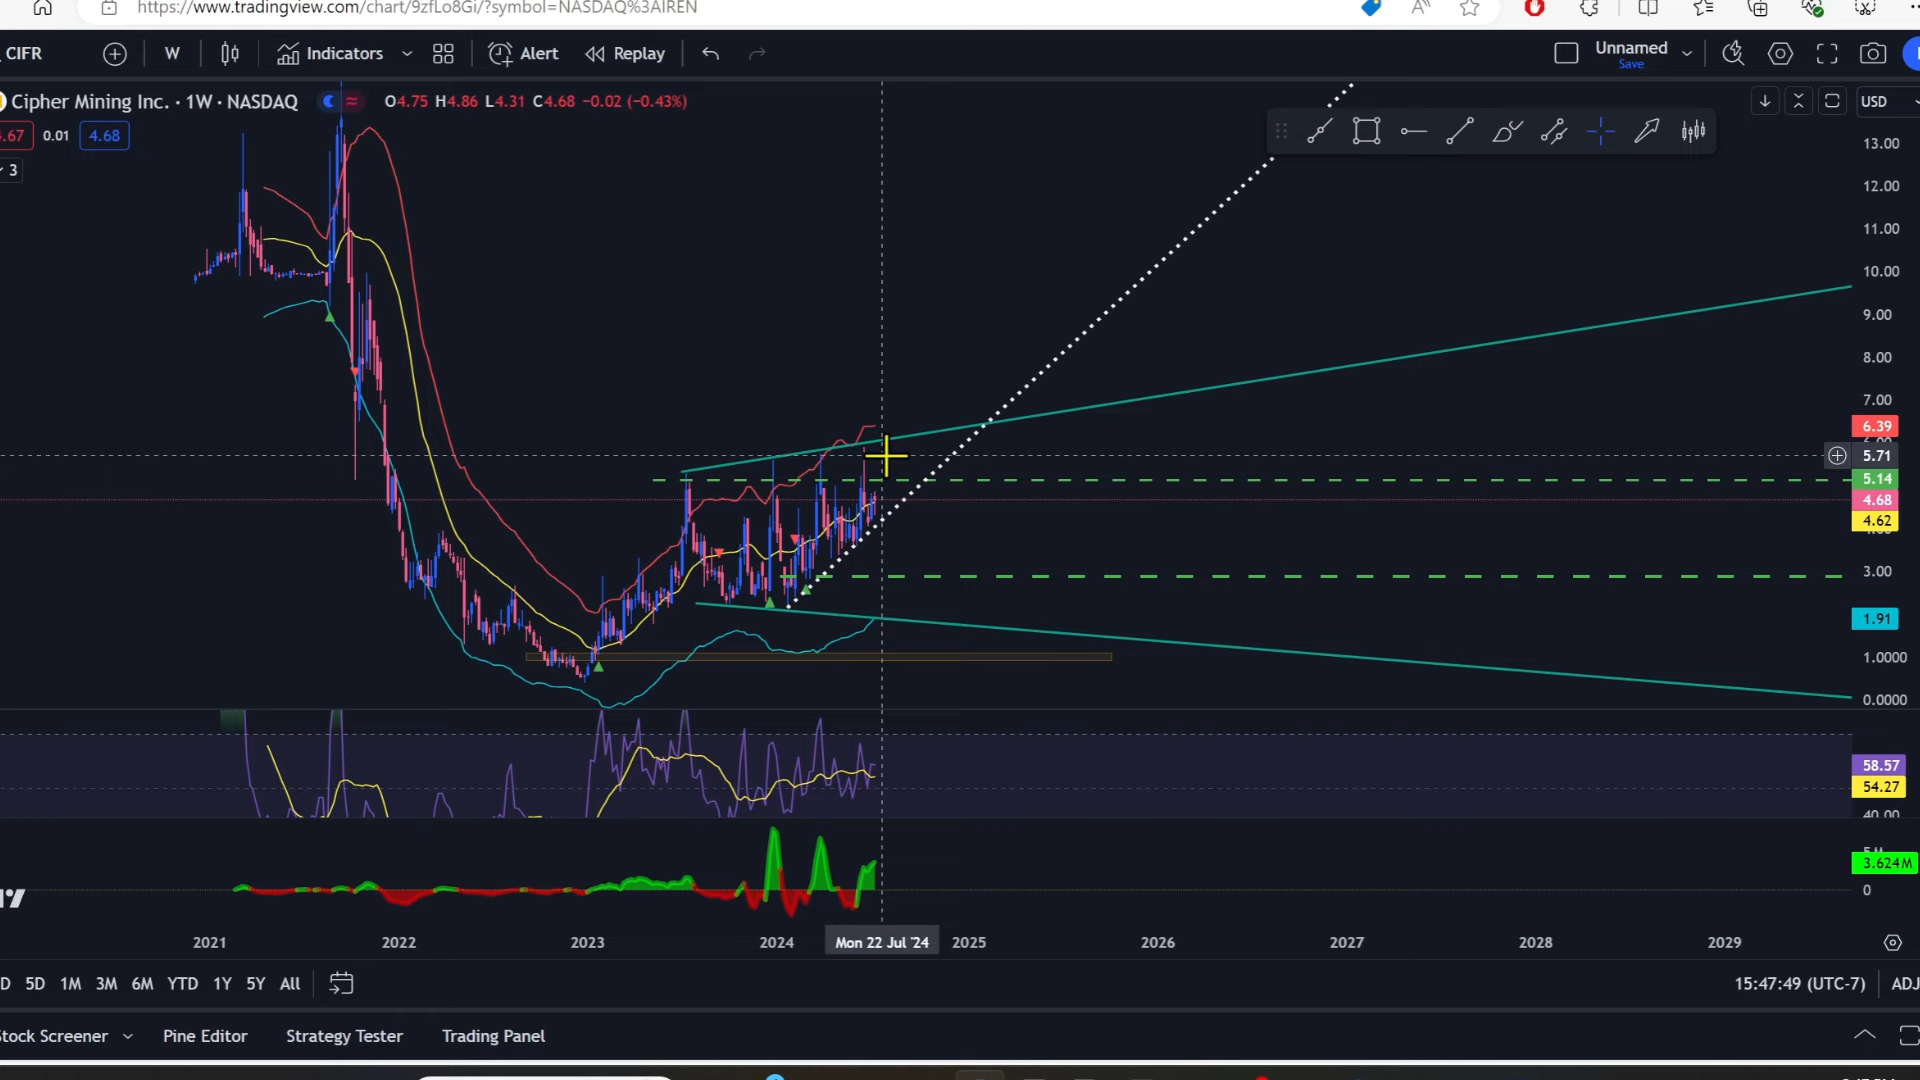 https://www.tradingview.com/chart/9zfLo8Gi/?symbol=NASDAQ%3AIREN
CIFR W Indicators Alert Replay Unnamed
Save
Cipher Mining Inc. · 1W · NASDAQ O4.75 H4.86 L4.31 C4.68 −0.02 (−0.43%) USD
4.67 0.01 4.68
3
13.00
12.00
11.00
10.00
9.00
8.00
7.00
6.39
5.71
5.14
4.68
4.62
3.00
1.91
1.0000
0.0000
58.57
54.27
40.00
3.624M
0
2021 2022 2023 2024 Mon 22 Jul '24 2025 2026 2027 2028 2029
D 5D 1M 3M 6M YTD 1Y 5Y All 15:47:49 (UTC-7) ADJ
Stock Screener Pine Editor Strategy Tester Trading Panel